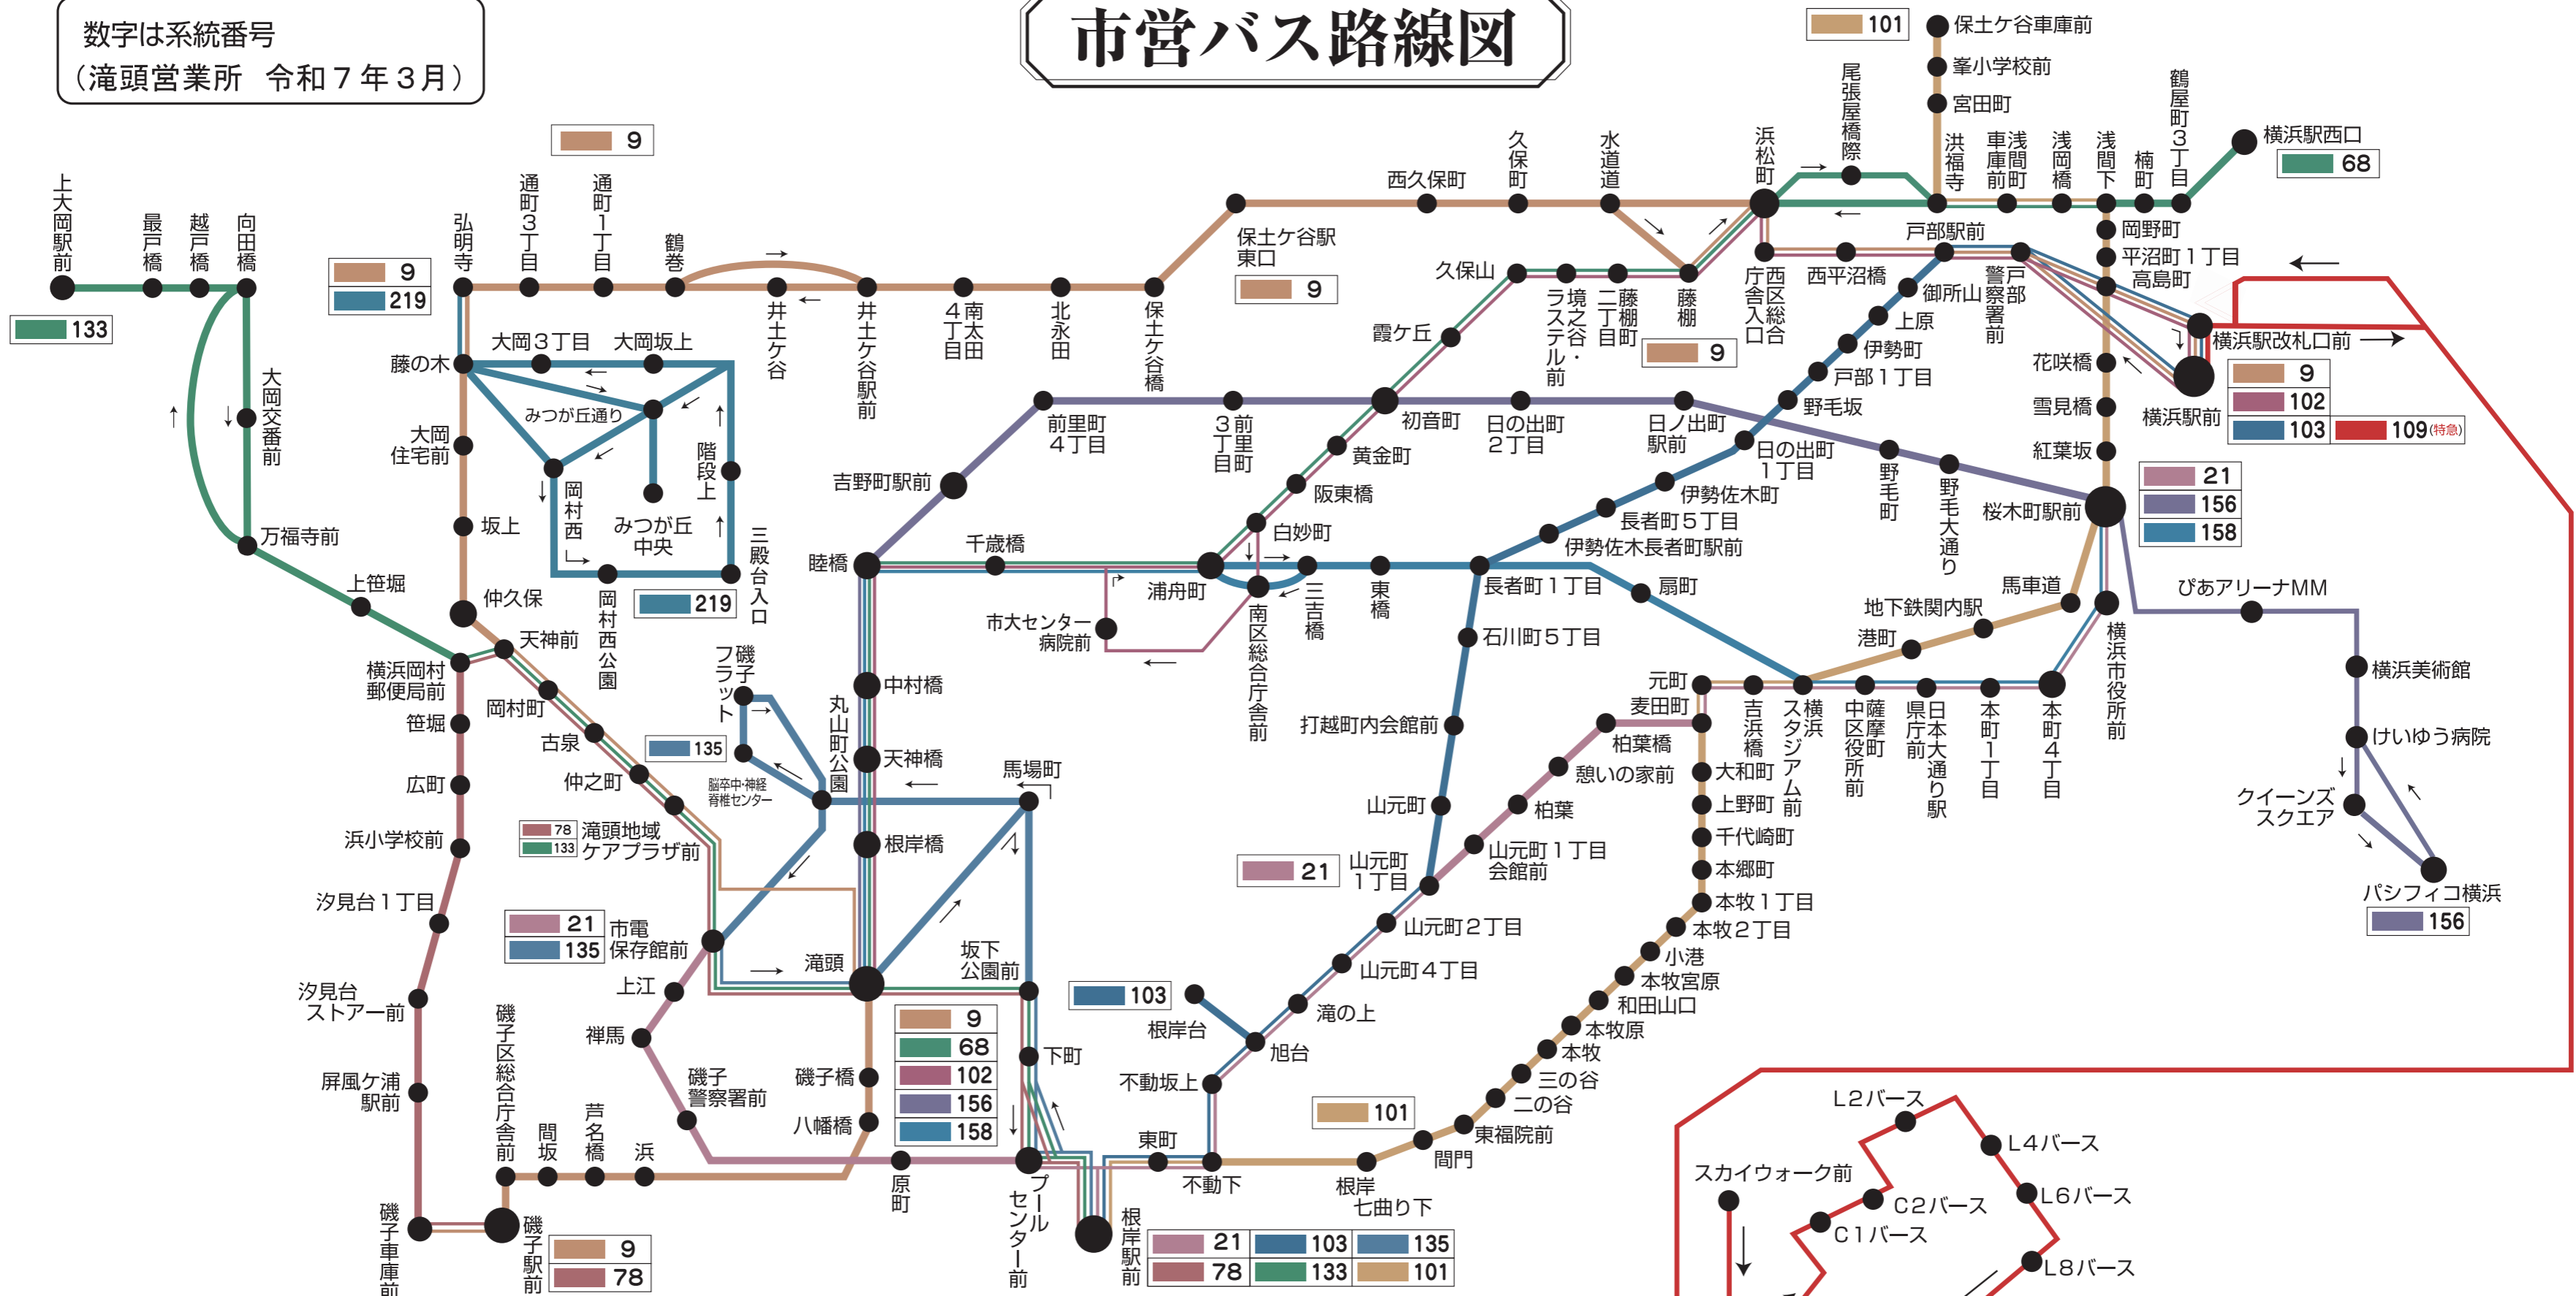 数字は系統番号
（滝頭営業所 令和７年３月）
市営バス路線図
101
保土ケ谷車庫前
峯小学校前
宮田町
尾張屋橋際
鶴屋町３丁目
横浜駅西口
68
9
上大岡駅前
最戸橋
越戸橋
向田橋
弘明寺
通町３丁目
通町１丁目
鶴巻
保土ケ谷駅
東口
9
西久保町
久保町
水道道
浜松町
洪福寺
浅間町
車庫前
浅岡橋
浅間下
楠町
岡野町
平沼町１丁目
高島町
133
9
219
井土ケ谷
井土ケ谷駅前
南太田
４丁目
北永田
保土ケ谷橋
久保山
霞ケ丘
境之谷・
ラステル前
藤棚町
二丁目
藤棚
9
西区総合
庁舎入口
西平沼橋
戸部駅前
戸部
警察署前
御所山
上原
伊勢町
戸部１丁目
野毛坂
横浜駅改札口前
横浜駅前
9
102
103
109(特急)
花咲橋
雪見橋
紅葉坂
桜木町駅前
21
156
158
藤の木
大岡３丁目
大岡坂上
みつが丘通り
階段上
みつが丘
中央
岡村西
岡村西公園
三殿台入口
219
大岡交番前
万福寺前
上笹堀
大岡
住宅前
坂上
仲久保
天神前
横浜岡村
郵便局前
岡村町
古泉
仲之町
78
133
滝頭地域
ケアプラザ前
笹堀
広町
浜小学校前
汐見台１丁目
汐見台
ストアー前
屏風ケ浦
駅前
磯子車庫前
磯子駅前
9
78
磯子区総合庁舎前
間坂
芦名橋
浜
吉野町駅前
前里町
４丁目
前里町
３丁目
初音町
日の出町
２丁目
日ノ出町
駅前
日の出町
１丁目
野毛町
野毛大通り
黄金町
阪東橋
白妙町
伊勢佐木町
長者町５丁目
伊勢佐木長者町駅前
睦橋
千歳橋
浦舟町
市大センター
病院前
南区総合庁舎前
三吉橋
東橋
長者町１丁目
扇町
石川町５丁目
打越町内会館前
山元町
地下鉄関内駅
馬車道
港町
横浜市役所前
ぴあアリーナMM
横浜美術館
けいゆう病院
クイーンズ
スクエア
パシフィコ横浜
156
中村橋
天神橋
根岸橋
磯子
フラット
丸山町公園
135
脳卒中・神経
脊椎センター
馬場町
坂下
公園前
21
135
市電
保存館前
滝頭
上江
禅馬
磯子
警察署前
磯子橋
八幡橋
9
68
102
156
158
下町
原町
プール
センター前
根岸駅前
21
103
135
78
133
101
元町
麦田町
吉浜橋
横浜
スタジアム前
薩摩町
中区役所前
日本大通り駅
県庁前
本町１丁目
本町４丁目
柏葉橋
憩いの家前
柏葉
山元町１丁目
会館前
21
山元町
１丁目
山元町２丁目
山元町４丁目
滝の上
旭台
103
根岸台
不動坂上
東町
不動下
大和町
上野町
千代崎町
本郷町
本牧１丁目
本牧２丁目
小港
本牧宮原
和田山口
本牧原
本牧
三の谷
二の谷
東福院前
間門
101
根岸
七曲り下
スカイウォーク前
L２バース
L４バース
L６バース
L８バース
C２バース
C１バース